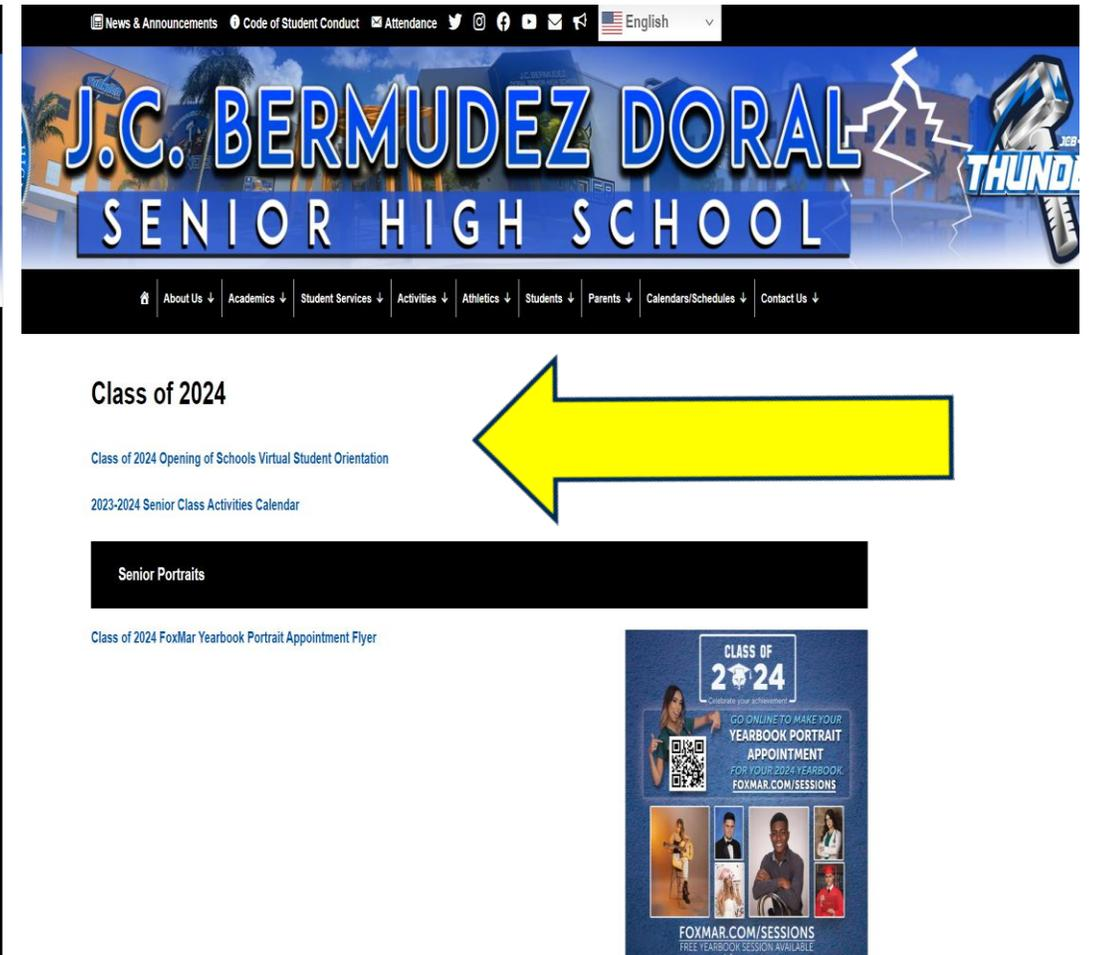 News & Announcements Code of Student Conduct Attendance English
J.C. BERMUDEZ DORAL
SENIOR HIGH SCHOOL
JCB
THUNDE
About Us Academics Student Services Activities Athletics Students Parents Calendars/Schedules Contact Us
Class of 2024
Class of 2024 Opening of Schools Virtual Student Orientation
2023-2024 Senior Class Activities Calendar
Senior Portraits
Class of 2024 FoxMar Yearbook Portrait Appointment Flyer
CLASS OF
2024
Celebrate your achievement
GO ONLINE TO MAKE YOUR
YEARBOOK PORTRAIT
APPOINTMENT
FOR YOUR 2024 YEARBOOK.
FOXMAR.COM/SESSIONS
FOXMAR.COM/SESSIONS
FREE YEARBOOK SESSION AVAILABLE